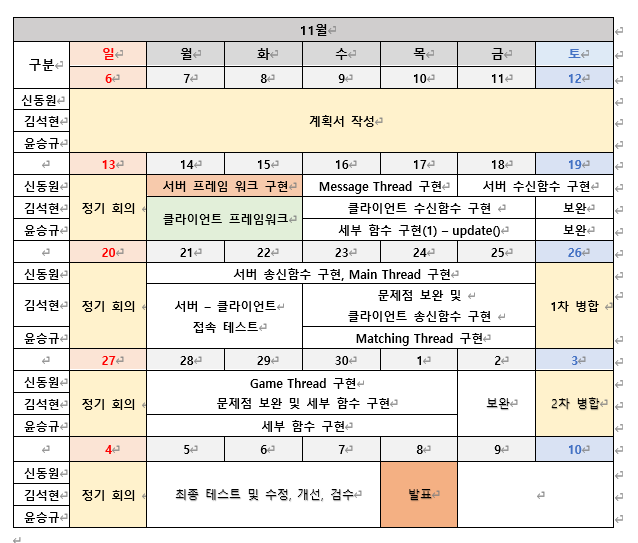 11월
구분 일 월 화 수 목 금 토
6 7 8 9 10 11 12
신동원
김석현 계획서 작성
윤승규
13 14 15 16 17 18 19
신동원 정기 회의 서버 프레임 워크 구현 Message Thread 구현 서버 수신함수 구현
김석현 클라이언트 프레임워크 클라이언트 수신함수 구현 보완
윤승규 세부 함수 구현(1) – update() 보완
20 21 22 23 24 25 26
신동원 정기 회의 서버 송신함수 구현, Main Thread 구현 1차 병합
김석현 서버 – 클라이언트
접속 테스트
문제점 보완 및
클라이언트 송신함수 구현
윤승규 Matching Thread 구현
27 28 29 30 1 2 3
신동원 정기 회의 Game Thread 구현 보완 2차 병합
김석현 문제점 보완 및 세부 함수 구현
윤승규 세부 함수 구현
4 5 6 7 8 9 10
신동원
김석현 정기 회의 최종 테스트 및 수정, 개선, 검수 발표
윤승규